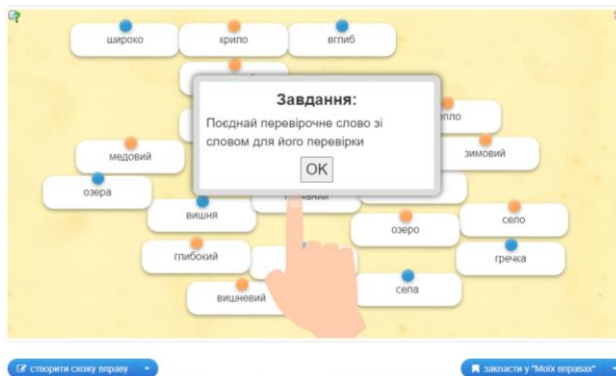 широко
крило
вглиб
Завдання:
Поєднай перевірочне слово зі
словом для його перевірки
OK
медовий
зимовий
озера
вишня
озеро
село
глибокий
гречка
вишневий
села
створити схожу вправу
закласти у "Моїх вправах"